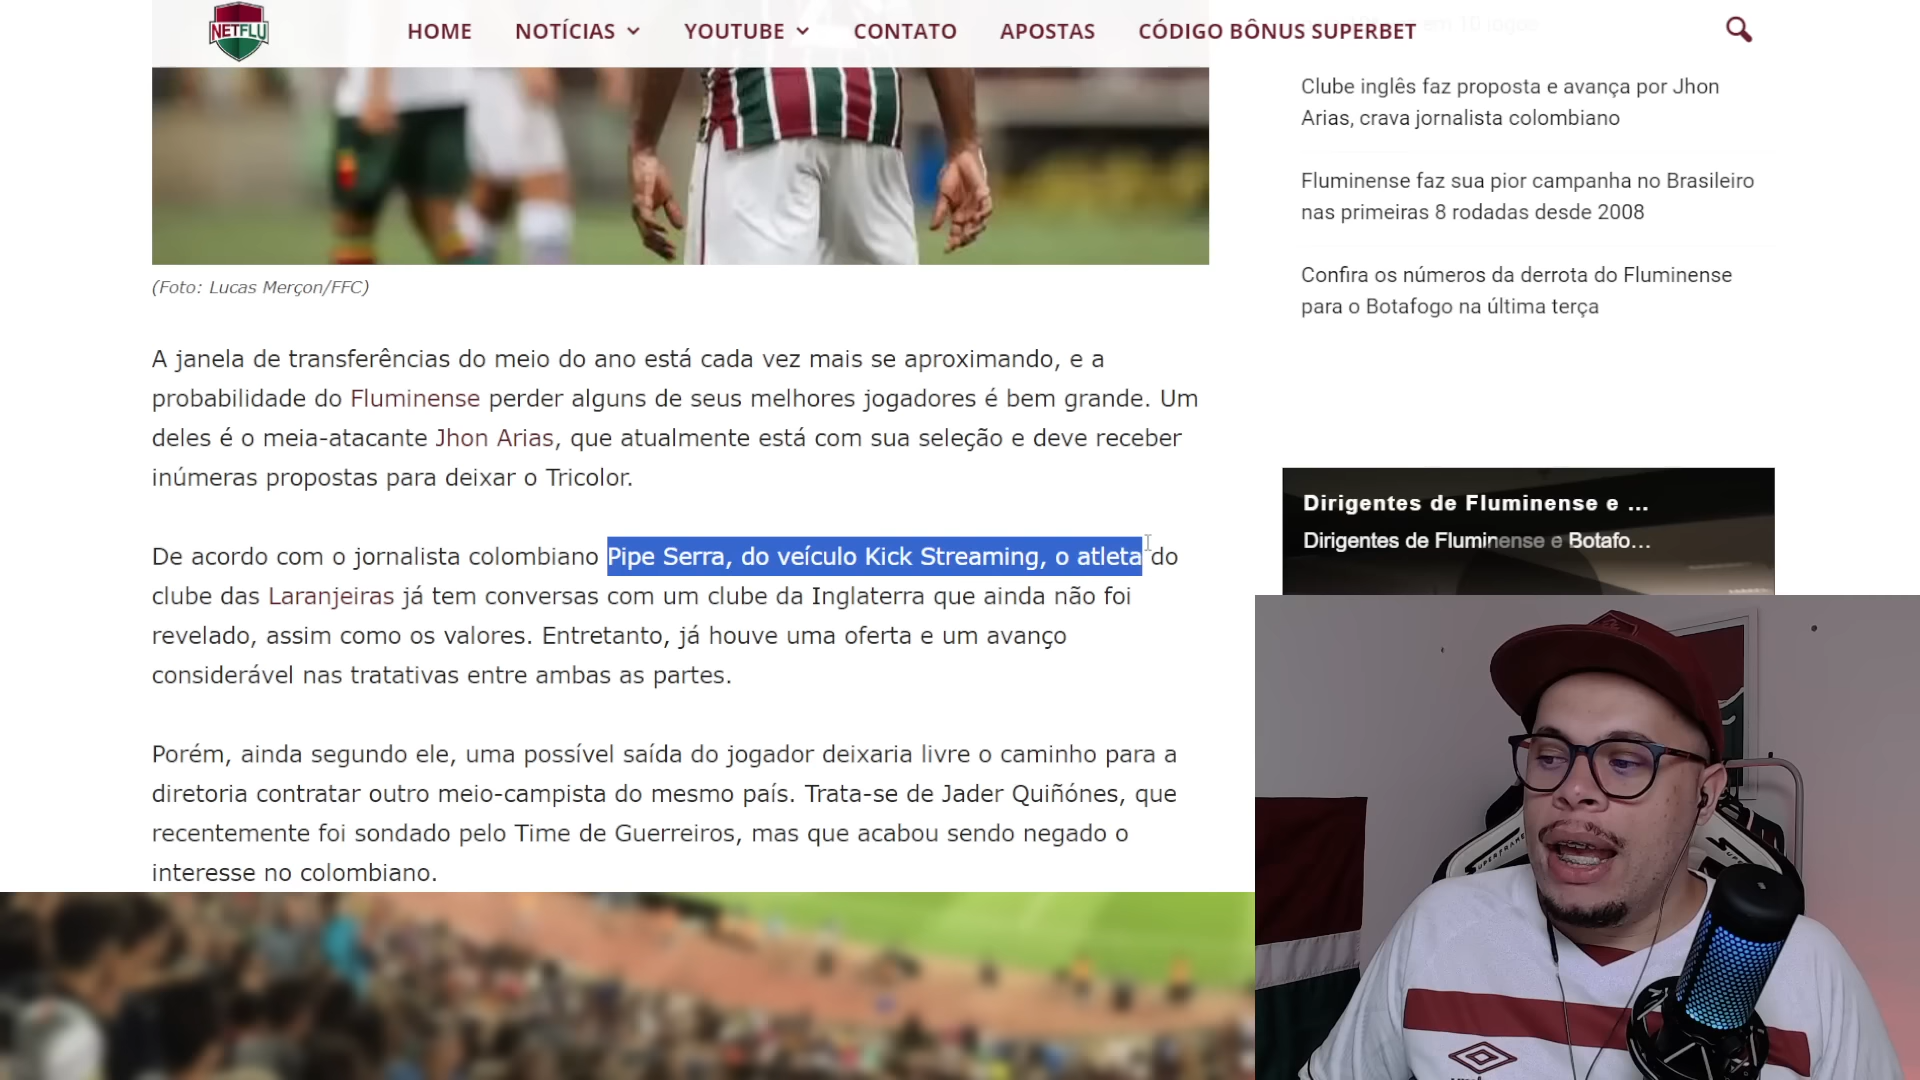 NETFLU
HOME NOTÍCIAS YOUTUBE CONTATO APOSTAS CÓDIGO BÔNUS SUPERBET
em 10 jogos
Clube inglês faz proposta e avança por Jhon
Arias, crava jornalista colombiano
Fluminense faz sua pior campanha no Brasileiro
nas primeiras 8 rodadas desde 2008
Confira os números da derrota do Fluminense
para o Botafogo na última terça
(Foto: Lucas Merçon/FFC)
A janela de transferências do meio do ano está cada vez mais se aproximando, e a
probabilidade do Fluminense perder alguns de seus melhores jogadores é bem grande. Um
deles é o meia-atacante Jhon Arias, que atualmente está com sua seleção e deve receber
inúmeras propostas para deixar o Tricolor.
De acordo com o jornalista colombiano Pipe Serra, do veículo Kick Streaming, o atleta do
clube das Laranjeiras já tem conversas com um clube da Inglaterra que ainda não foi
revelado, assim como os valores. Entretanto, já houve uma oferta e um avanço
considerável nas tratativas entre ambas as partes.
Porém, ainda segundo ele, uma possível saída do jogador deixaria livre o caminho para a
diretoria contratar outro meio-campista do mesmo país. Trata-se de Jader Quiñónes, que
recentemente foi sondado pelo Time de Guerreiros, mas que acabou sendo negado o
interesse no colombiano.
Dirigentes de Fluminense e ...
Dirigentes de Fluminense e Botafo...